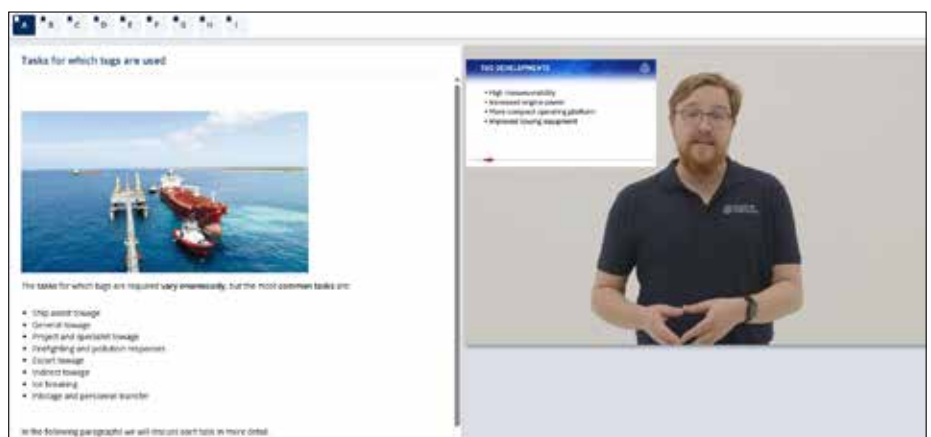 A B C D E F G H I
Tasks for which tugs are used
TUG DEVELOPMENTS
• High manoeuvrability
• Increased engine power
• More compact operating platform
• Improved towing equipment
The tasks for which tugs are required vary enormously, but the most common tasks are:
• Ship assist towage
• General towage
• Project and specialist towage
• Firefighting and pollution responses
• Escort towage
• Indirect towage
• Ice breaking
• Pilotage and personnel transfer
In the following paragraphs we will discuss each task in more detail.